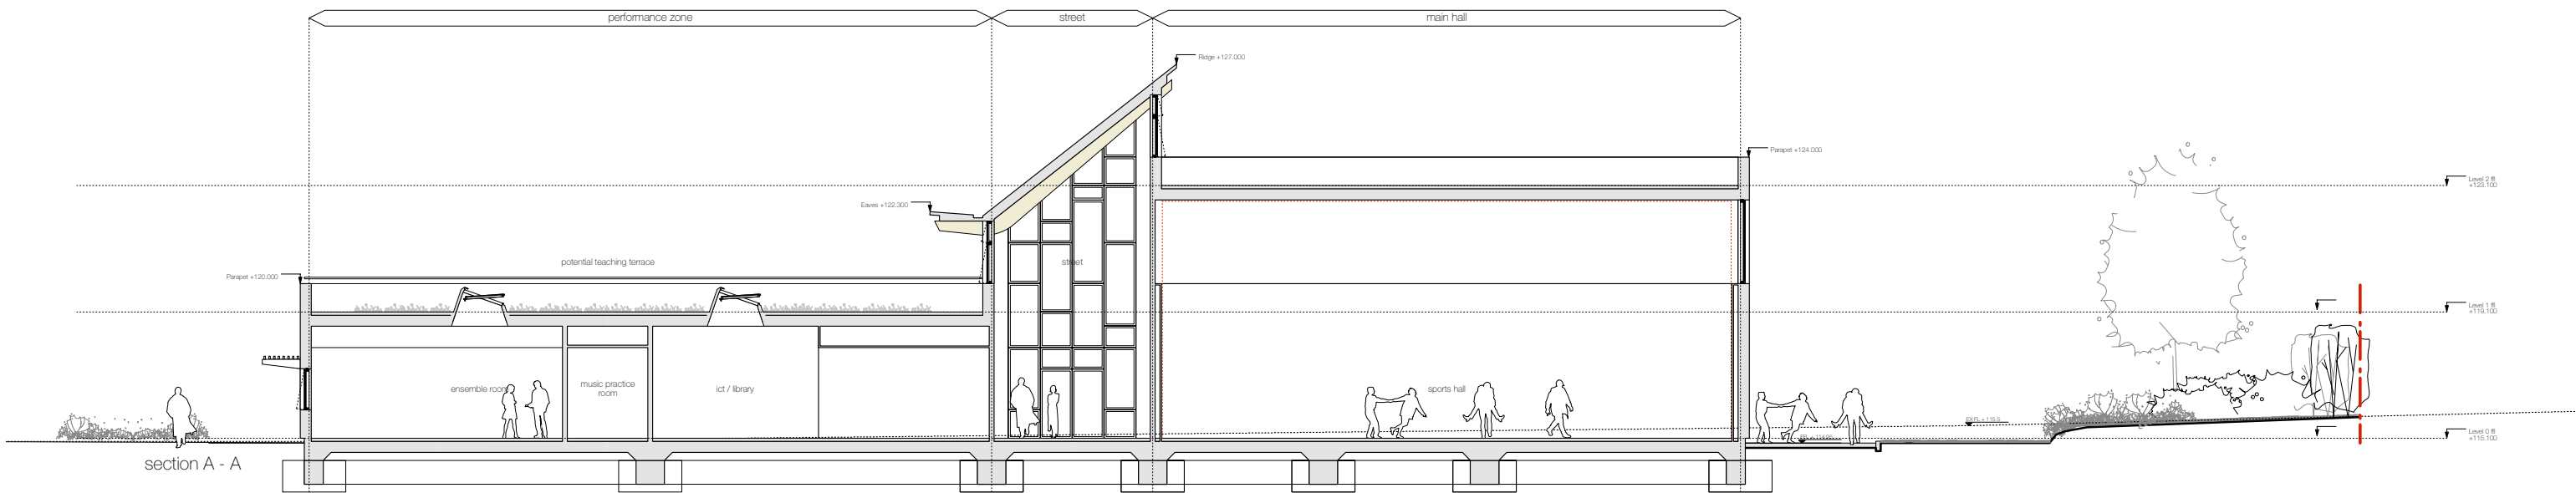 performance zone
street
main hall
Ridge +127.000
Parapet +124.000
Level 2 ffl
+123.100
Eaves +122.300
potential teaching terrace
street
Parapet +120.000
Level 1 ffl
+119.100
ensemble room
music practice
room
ict / library
sports hall
Level 0 ffl
+115.100
section A - A